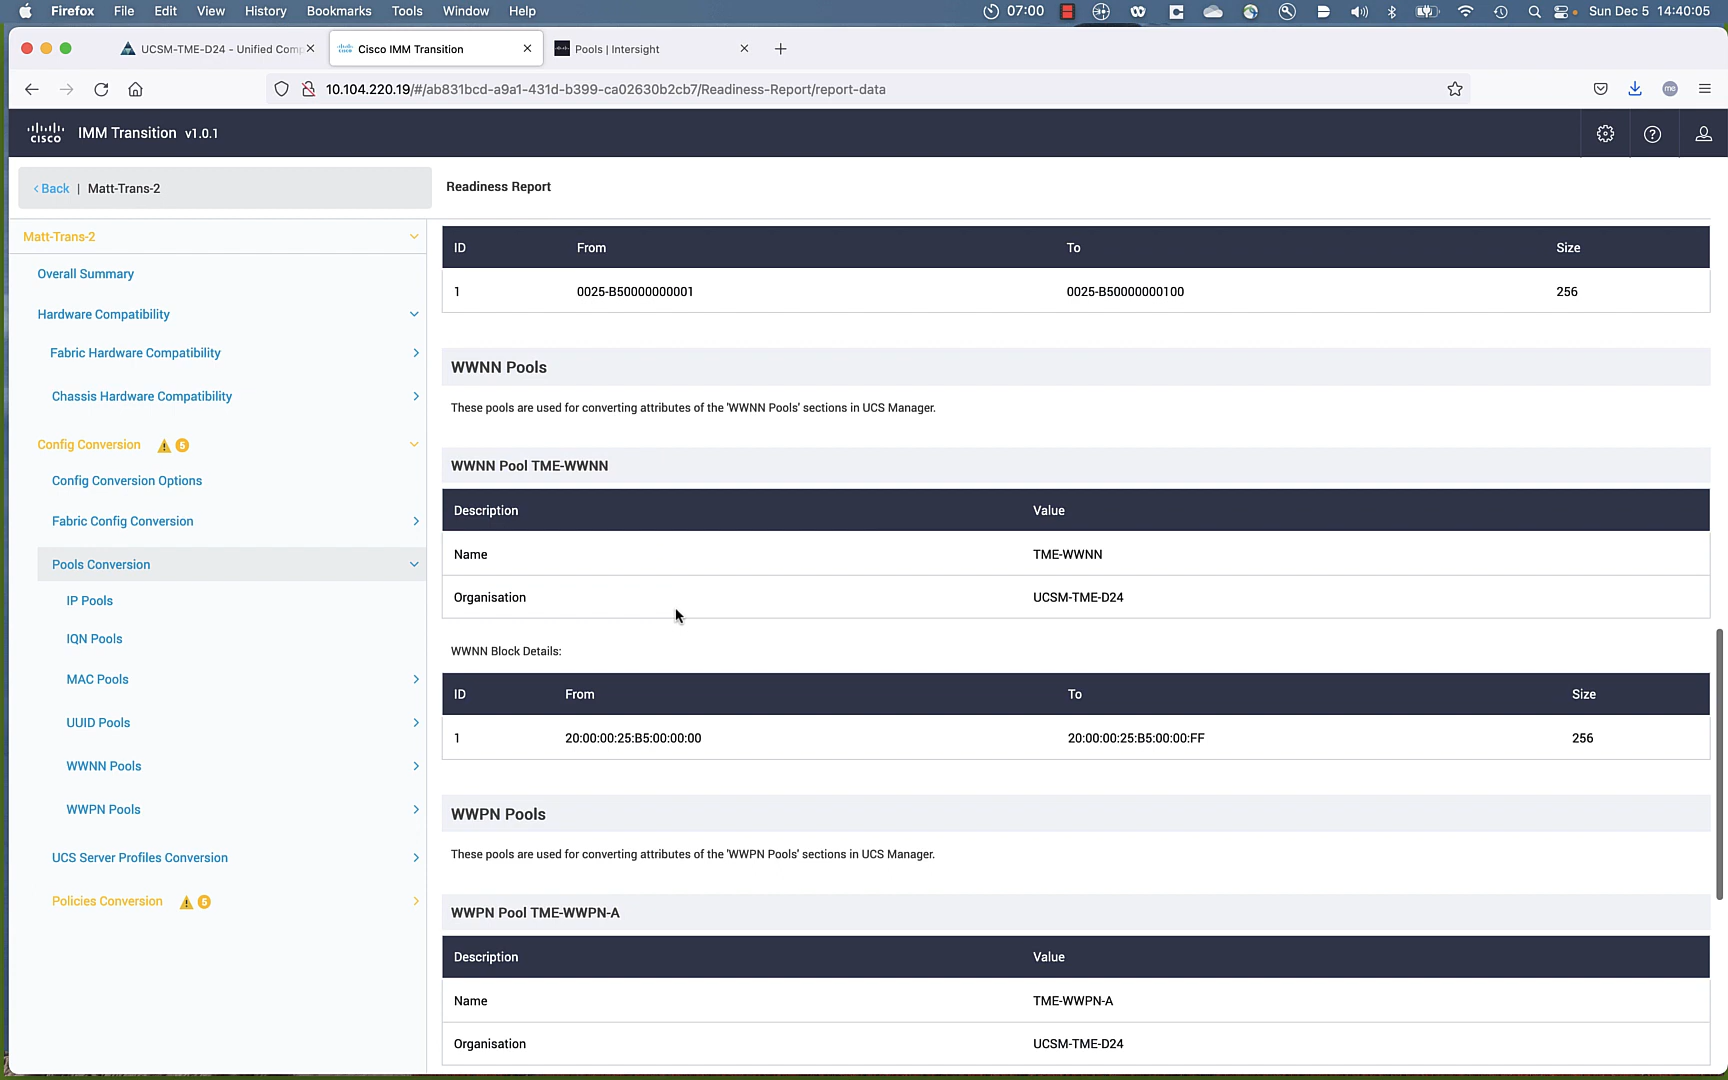 Firefox File Edit View History Bookmarks Tools Window Help 07:00 Sun Dec 5 14:40:05
UCSM-TME-D24 - Unified Comp Cisco IMM Transition Pools | Intersight
10.104.220.19/#/ab831bcd-a9a1-431d-b399-ca02630b2cb7/Readiness-Report/report-data
CISCO IMM Transition v1.0.1
Back | Matt-Trans-2
Readiness Report
Matt-Trans-2
Overall Summary
Hardware Compatibility
Fabric Hardware Compatibility
Chassis Hardware Compatibility
Config Conversion 5
Config Conversion Options
Fabric Config Conversion
Pools Conversion
IP Pools
IQN Pools
MAC Pools
UUID Pools
WWNN Pools
WWPN Pools
UCS Server Profiles Conversion
Policies Conversion 5
ID From To Size
1 0025-B50000000001 0025-B50000000100 256
WWNN Pools
These pools are used for converting attributes of the 'WWNN Pools' sections in UCS Manager.
WWNN Pool TME-WWNN
Description Value
Name TME-WWNN
Organisation UCSM-TME-D24
WWNN Block Details:
ID From To Size
1 20:00:00:25:B5:00:00:00 20:00:00:25:B5:00:00:FF 256
WWPN Pools
These pools are used for converting attributes of the 'WWPN Pools' sections in UCS Manager.
WWPN Pool TME-WWPN-A
Description Value
Name TME-WWPN-A
Organisation UCSM-TME-D24